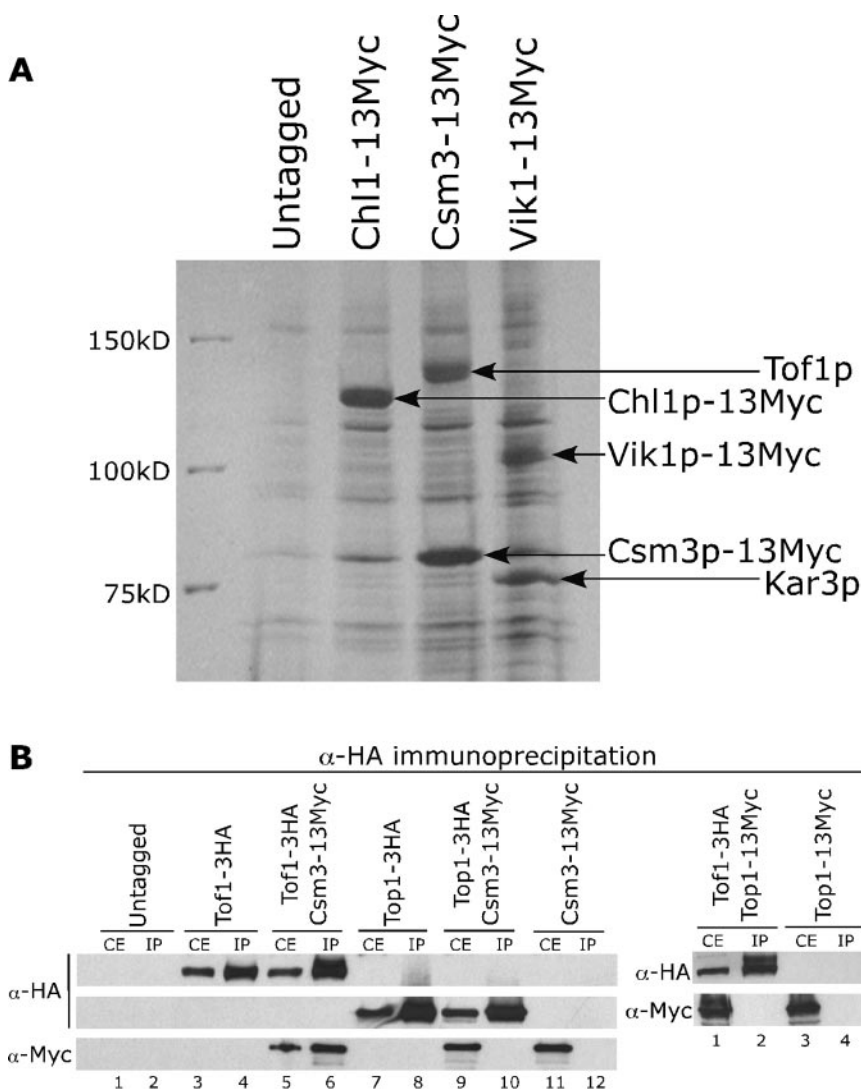 A
Untagged
Chl1-13Myc
Csm3-13Myc
Vik1-13Myc
150kD
100kD
75kD
Tof1p
Chl1p-13Myc
Vik1p-13Myc
Csm3p-13Myc
Kar3p
B
α-HA immunoprecipitation
Untagged
Tof1-3HA
Tof1-3HA
Csm3-13Myc
Top1-3HA
Top1-3HA
Csm3-13Myc
Csm3-13Myc
Tof1-3HA
Top1-13Myc
Top1-13Myc
CE IP CE IP CE IP CE IP CE IP CE IP
CE IP CE IP
α-HA
α-Myc
1 2 3 4 5 6 7 8 9 10 11 12
α-HA
α-Myc
1 2 3 4